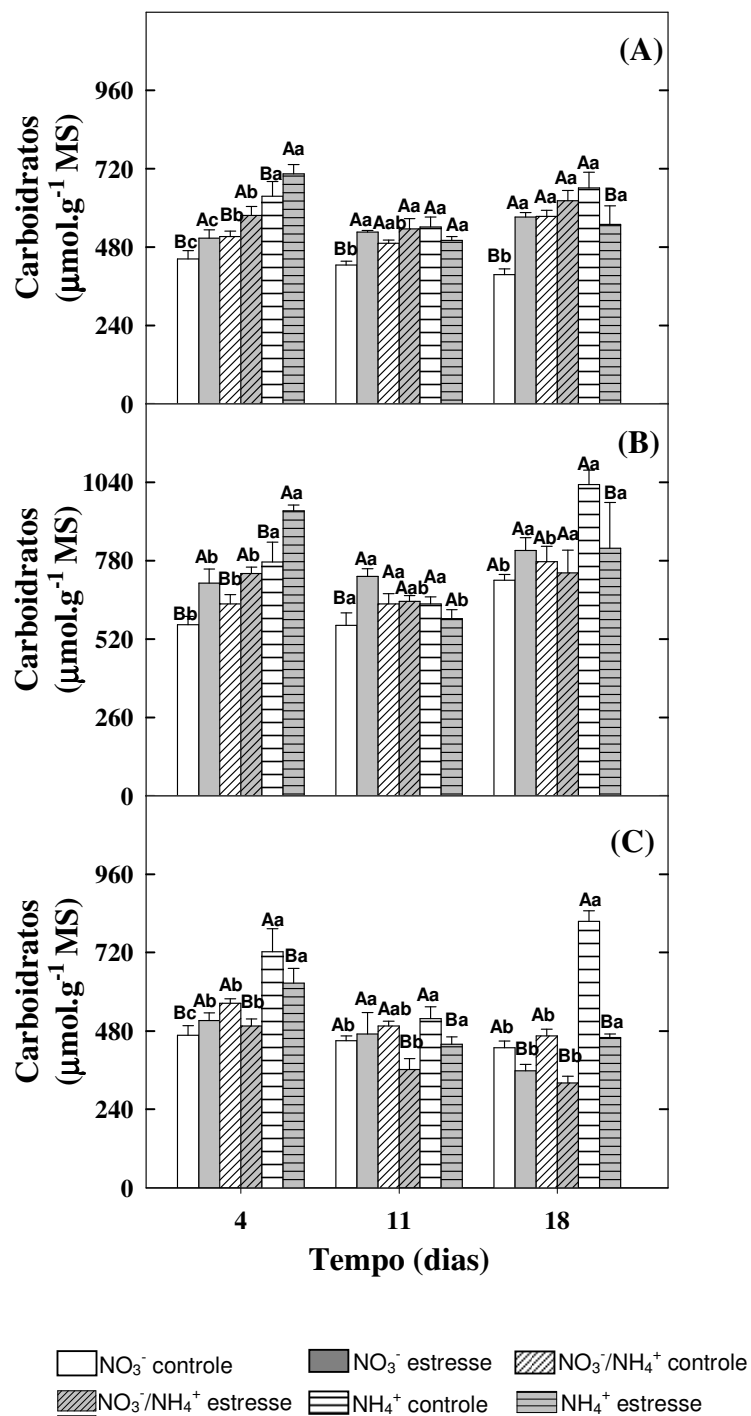 (A)
Carboidratos
(μmol.g⁻¹ MS)
960
720
480
240
0
Bc Ac Bb Ab Ba Aa
Bb Aa Aab Aa Aa Aa
Bb Aa Aa Aa Aa Ba
(B)
Carboidratos
(μmol.g⁻¹ MS)
1040
780
520
260
0
Bb Ab Bb Ab Ba Aa
Ba Aa Aa Aab Aa Ab
Ab Aa Ab Aa Aa Ba
(C)
Carboidratos
(μmol.g⁻¹ MS)
960
720
480
240
0
Bc Ab Ab Bb Aa Ba
Ab Aa Aab Bb Aa Ba
Ab Bb Ab Bb Aa Ba
4 11 18
Tempo (dias)
NO₃⁻ controle NO₃⁻ estresse NO₃⁻/NH₄⁺ controle
NO₃⁻/NH₄⁺ estresse NH₄⁺ controle NH₄⁺ estresse